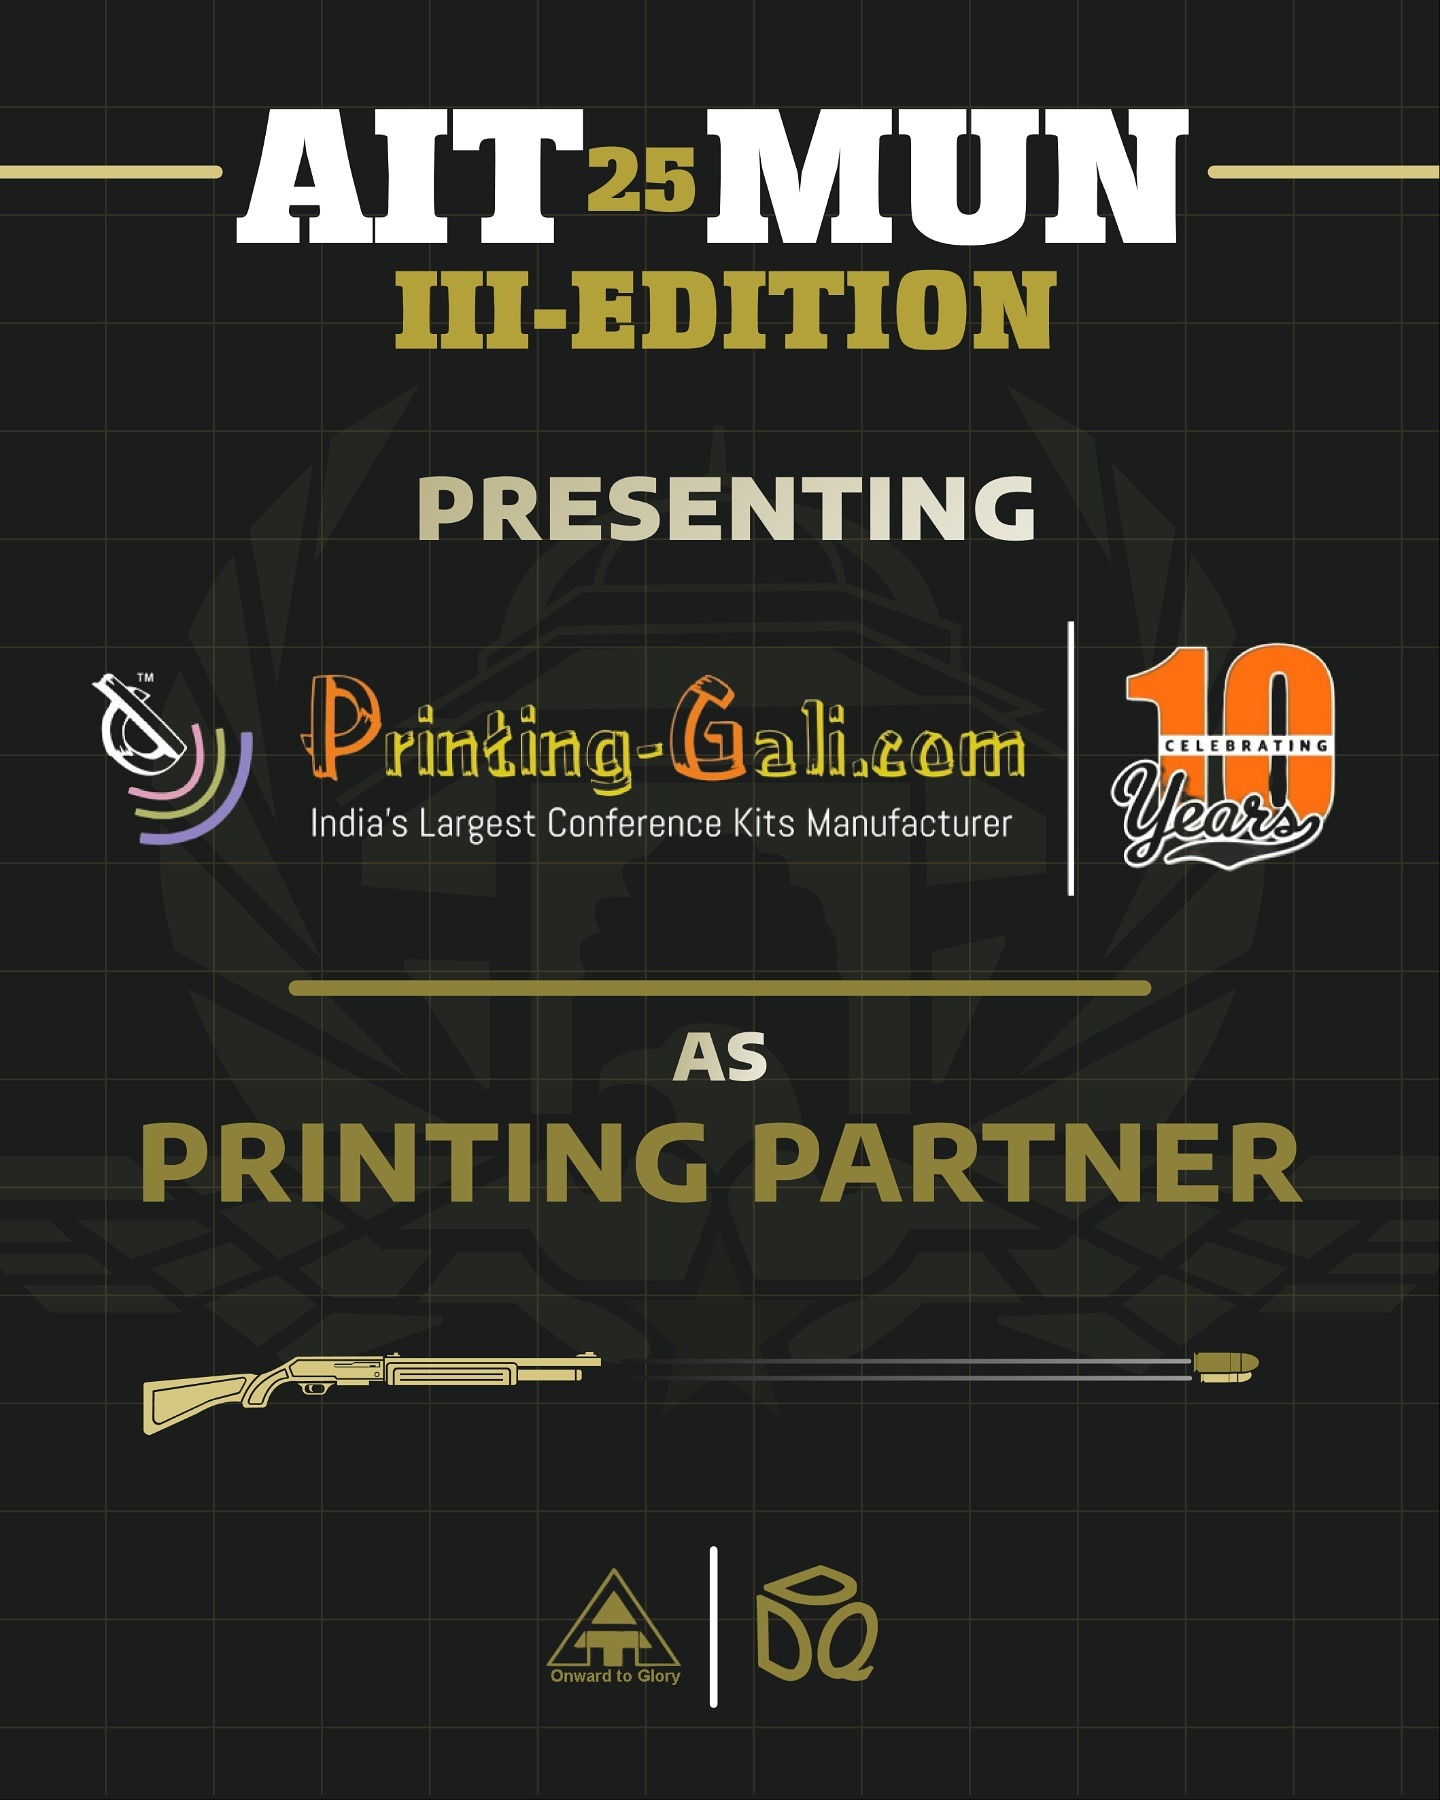 AIT 25 MUN
III-EDITION
PRESENTING
TM
Printing-Gali.com
India's Largest Conference Kits Manufacturer
10
CELEBRATING
Years
AS
PRINTING PARTNER
AIT
Onward to Glory
DQ